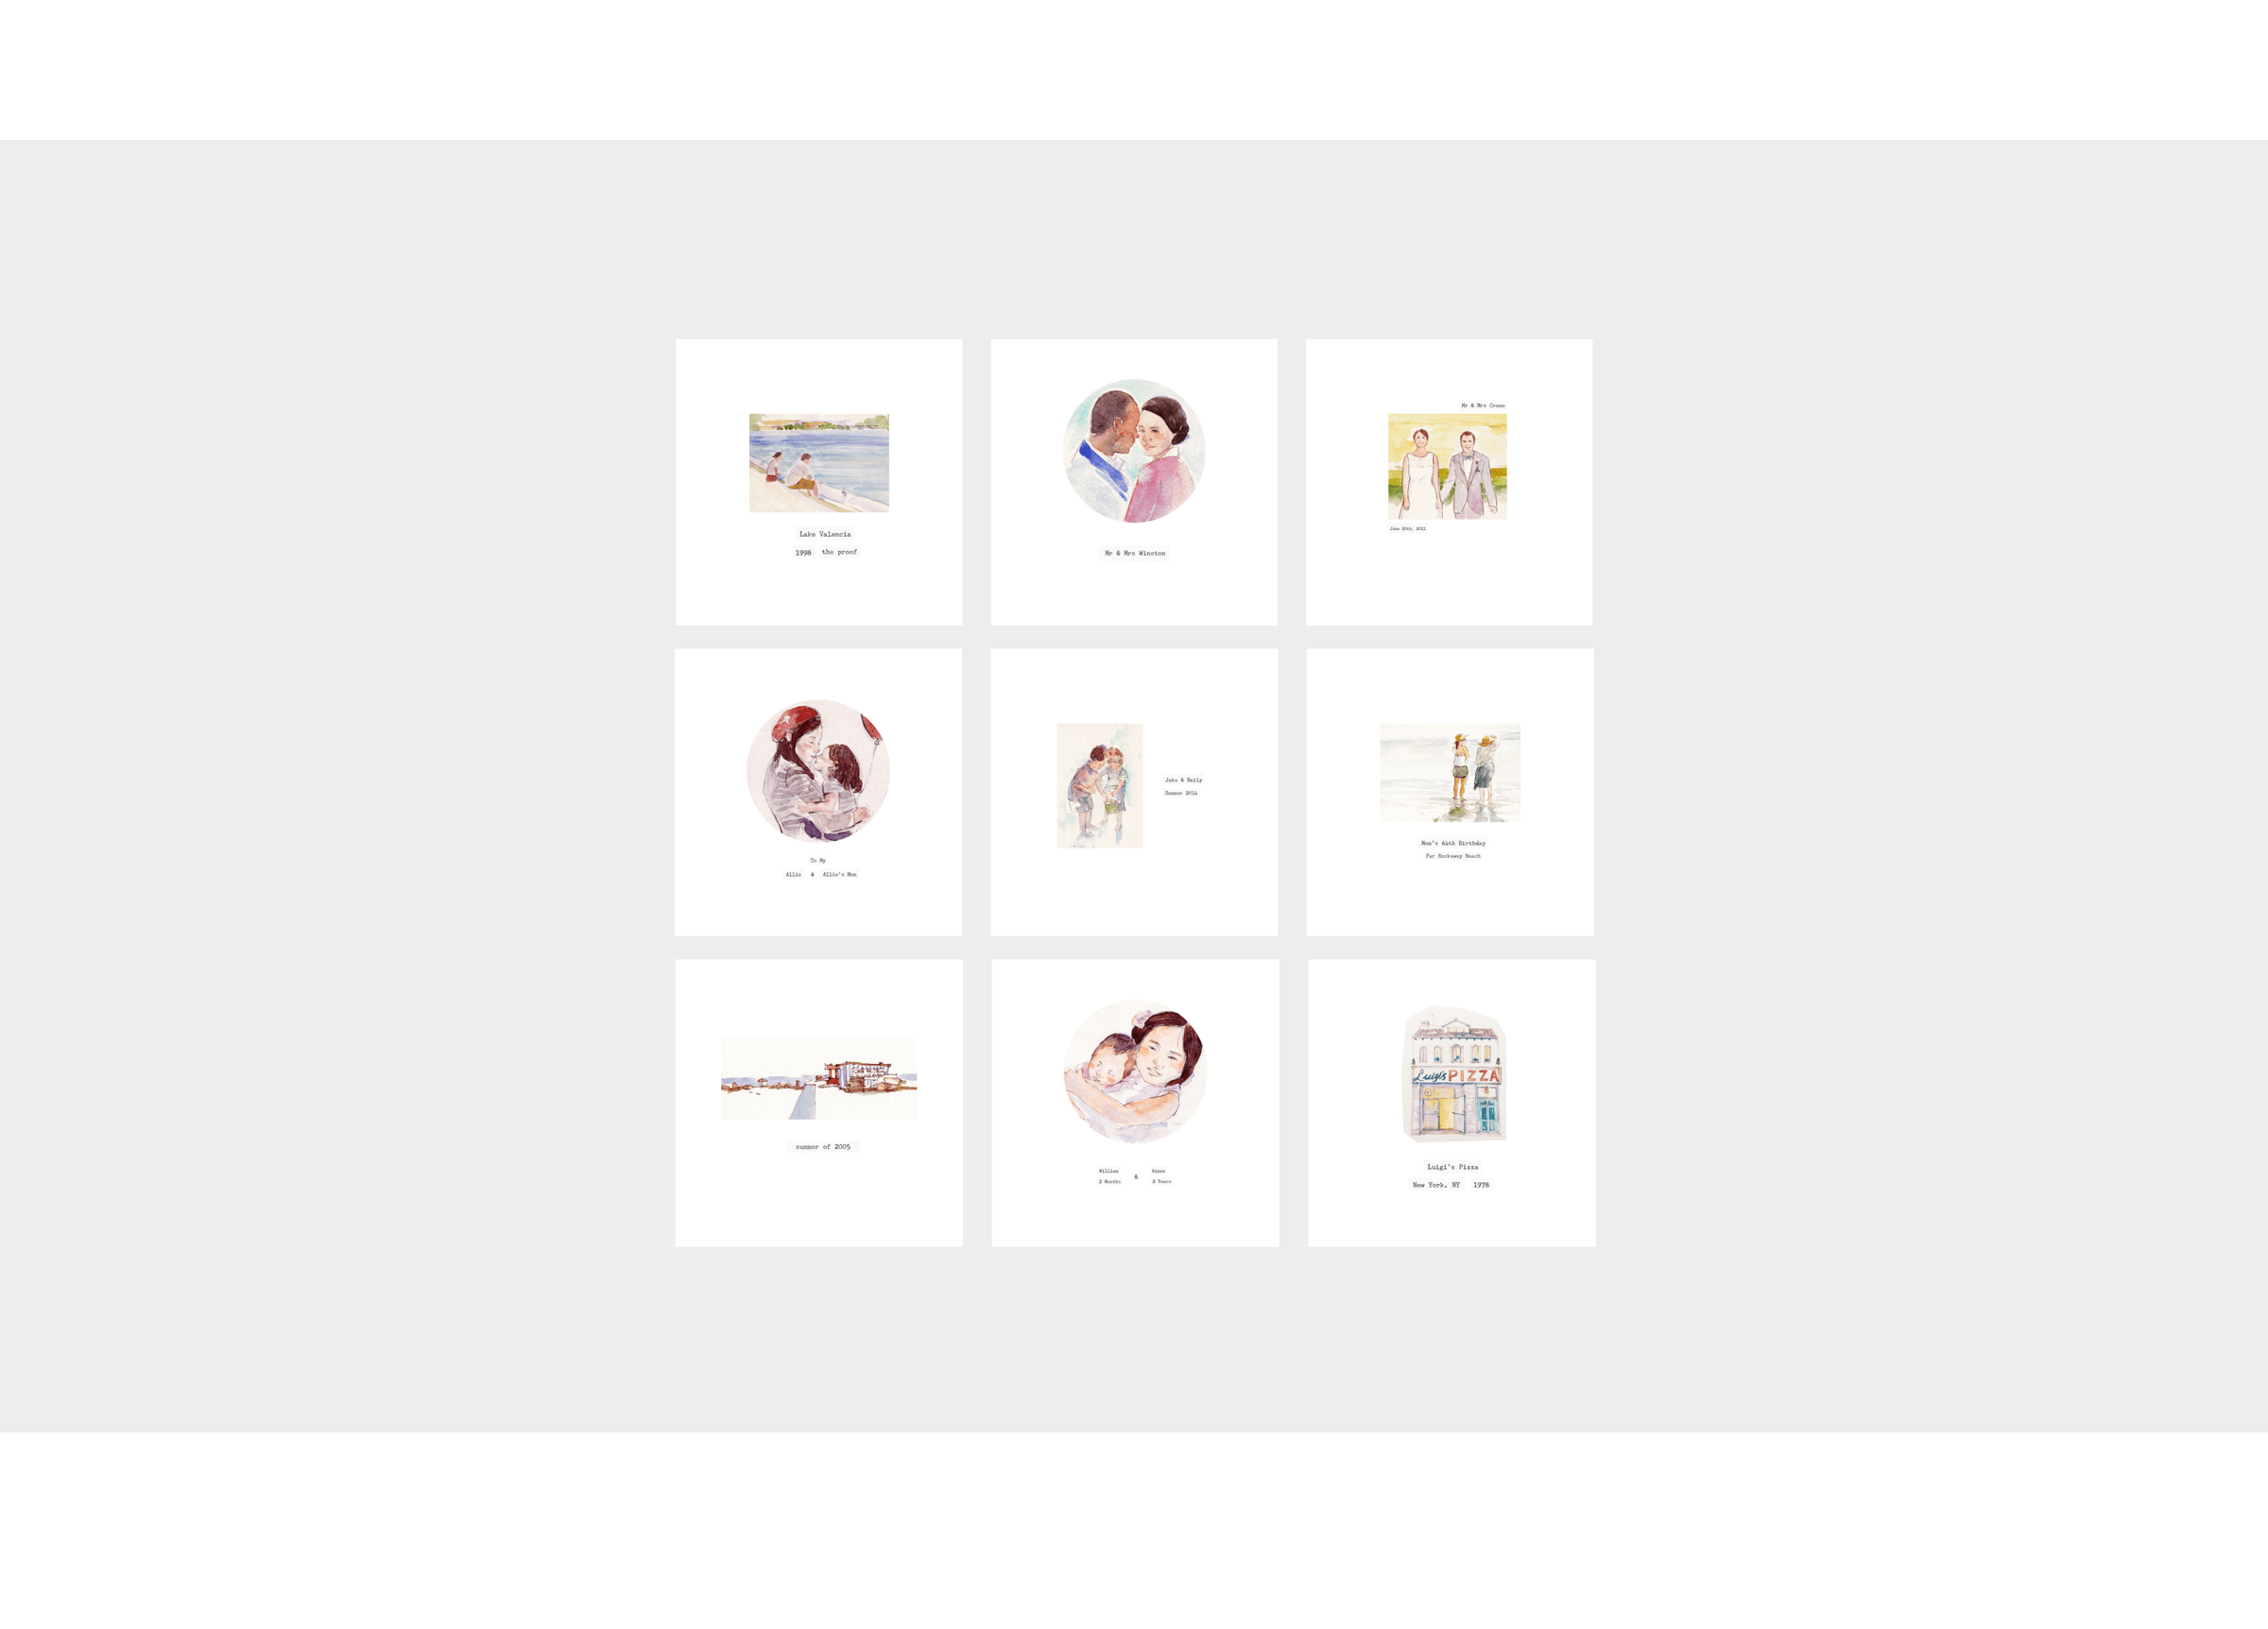 Lake Valencia
1998 the proof
Mr & Mrs Winston
Mr & Mrs Crane
June 20th, 2011
To My
Allie & Allie's Mom
Jake & Emily
Summer 2014
Mom's 64th Birthday
Far Rockaway Beach
summer of 2005
William & Aimee
2 Months 2 Years
Luigi's PIZZA
Luigi's Pizza
New York, NY 1978